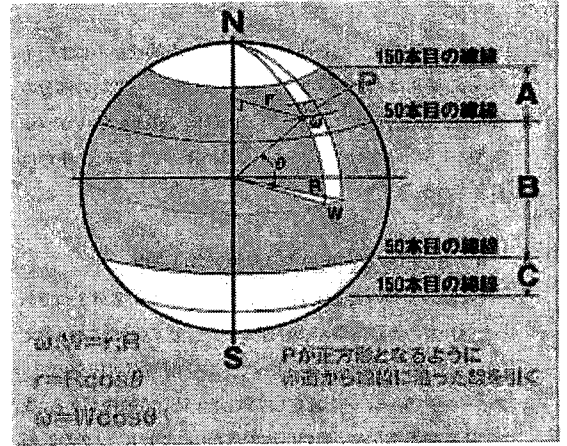 N
150本目の緯線
P
A
50本目の緯線
r
ω
θ
B
R
W
50本目の緯線
C
150本目の緯線
S
ω:W=r:R
r=Rcosθ
ω=Wcosθ
Pが正方形となるように
赤道から緯線に沿った線を引く